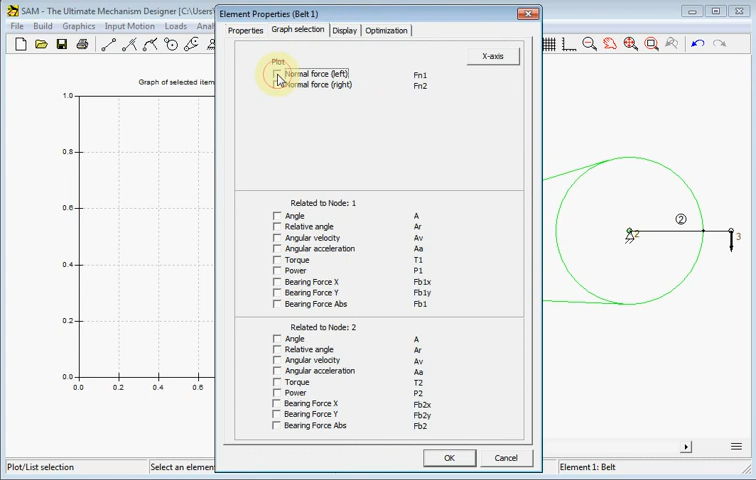 SAM - The Ultimate Mechanism Designer [C:\Users\
Element Properties (Belt 1)
File Build Graphics Input Motion
Properties Graph selection Display Optimization
Plot
X-axis
Normal force (left) Fn1
Normal force (right) Fn2
Graph of selected item
1.0
0.8
0.6
0.4
0.2
0.0
0.0 0.2 0.4 0.6
Related to Node: 1
Angle A
Relative angle Ar
Angular velocity Av
Angular acceleration Aa
Torque T1
Power P1
Bearing Force X Fb1x
Bearing Force Y Fb1y
Bearing Force Abs Fb1
Related to Node: 2
Angle A
Relative angle Ar
Angular velocity Av
Angular acceleration Aa
Torque T2
Power P2
Bearing Force X Fb2x
Bearing Force Y Fb2y
Bearing Force Abs Fb2
2
2
3
OK Cancel
Plot/List selection Select an elemen Element 1: Belt